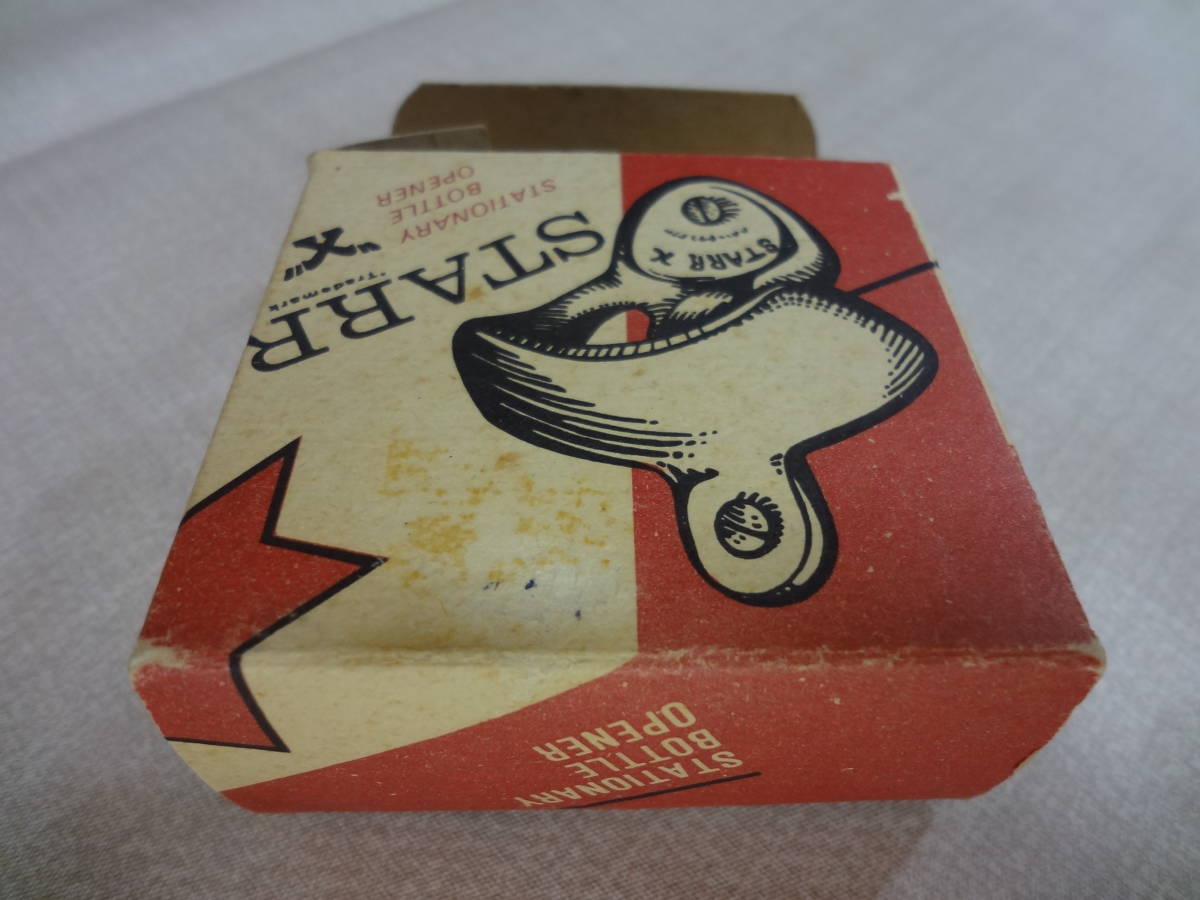 STARR
"X"
"Trademark
STATIONARY
BOTTLE
OPENER
STARR X
STATIONARY
BOTTLE
OPENER